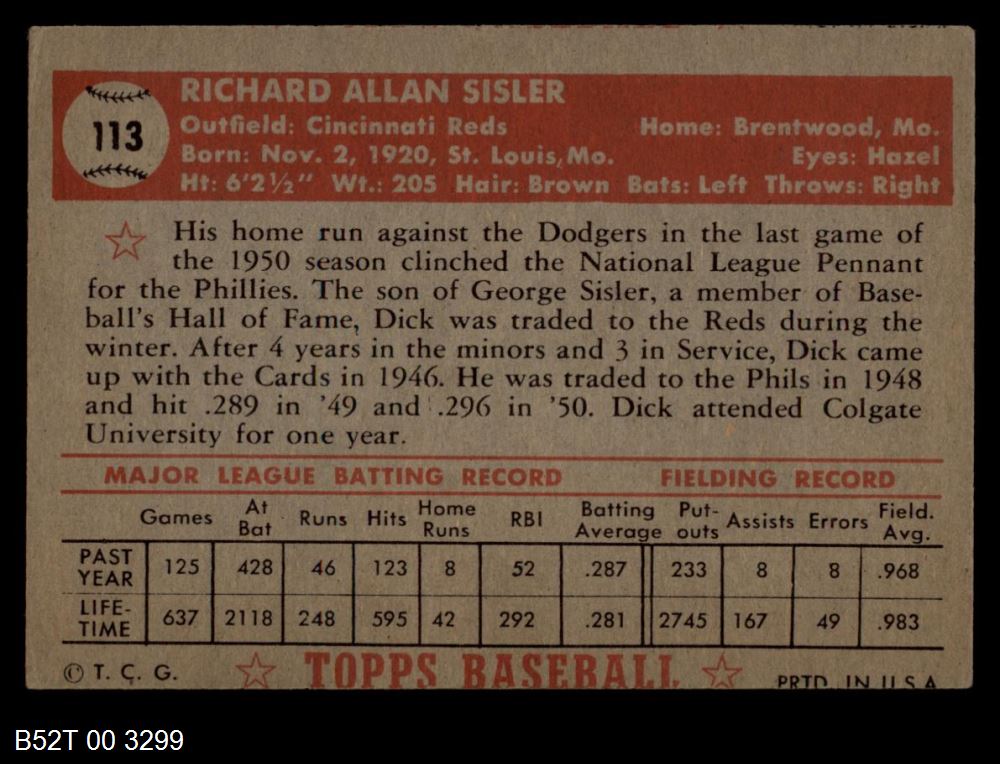 113
RICHARD ALLAN SISLER
Outfield: Cincinnati Reds Home: Brentwood, Mo.
Born: Nov. 2, 1920, St. Louis, Mo. Eyes: Hazel
Ht: 6'2½" Wt.: 205 Hair: Brown Bats: Left Throws: Right
His home run against the Dodgers in the last game of
the 1950 season clinched the National League Pennant
for the Phillies. The son of George Sisler, a member of Base-
ball's Hall of Fame, Dick was traded to the Reds during the
winter. After 4 years in the minors and 3 in Service, Dick came
up with the Cards in 1946. He was traded to the Phils in 1948
and hit .289 in '49 and .296 in '50. Dick attended Colgate
University for one year.
MAJOR LEAGUE BATTING RECORD FIELDING RECORD
Games At Bat Runs Hits Home Runs RBI Batting Average Put-outs Assists Errors Field. Avg.
PAST YEAR 125 428 46 123 8 52 .287 233 8 8 .968
LIFE-TIME 637 2118 248 595 42 292 .281 2745 167 49 .983
© T. C. G. TOPPS BASEBALL PRTD. IN U.S.A.
B52T 00 3299